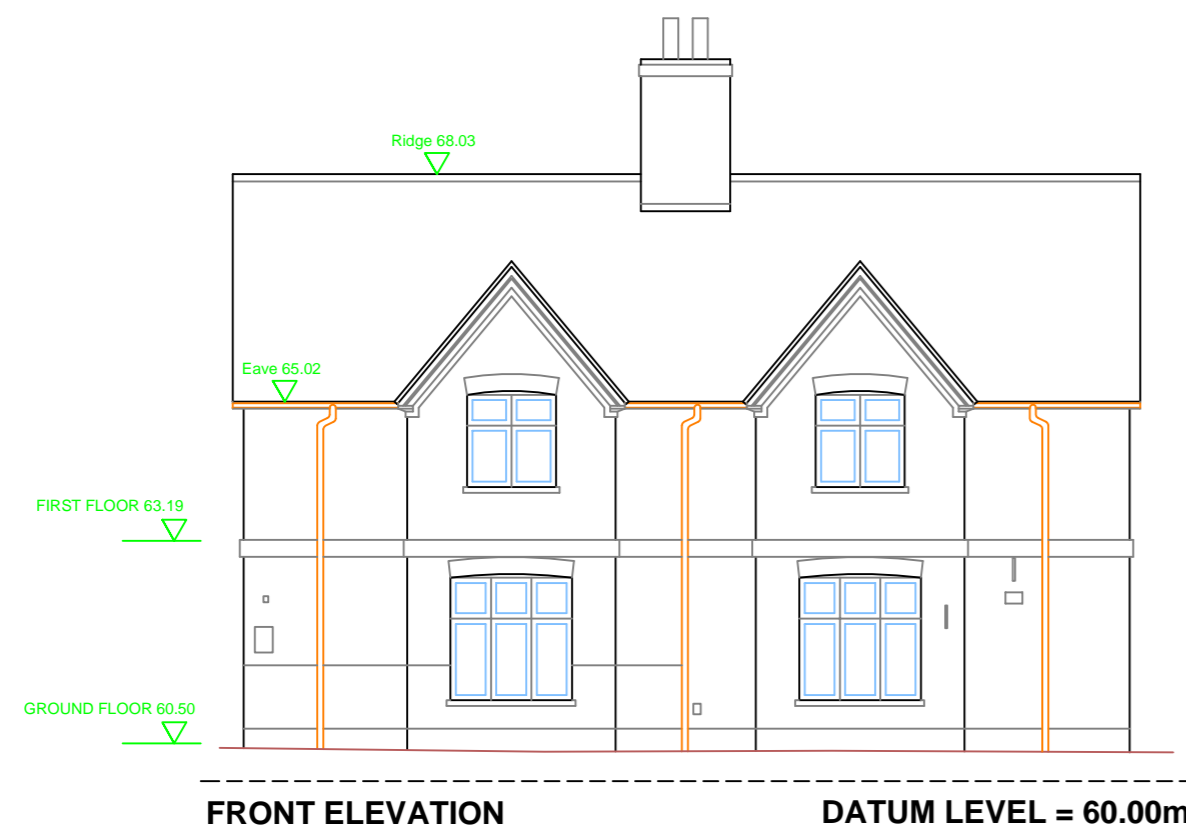 Ridge 68.03
Eave 65.02
FIRST FLOOR 63.19
GROUND FLOOR 60.50
FRONT ELEVATION
DATUM LEVEL = 60.00m